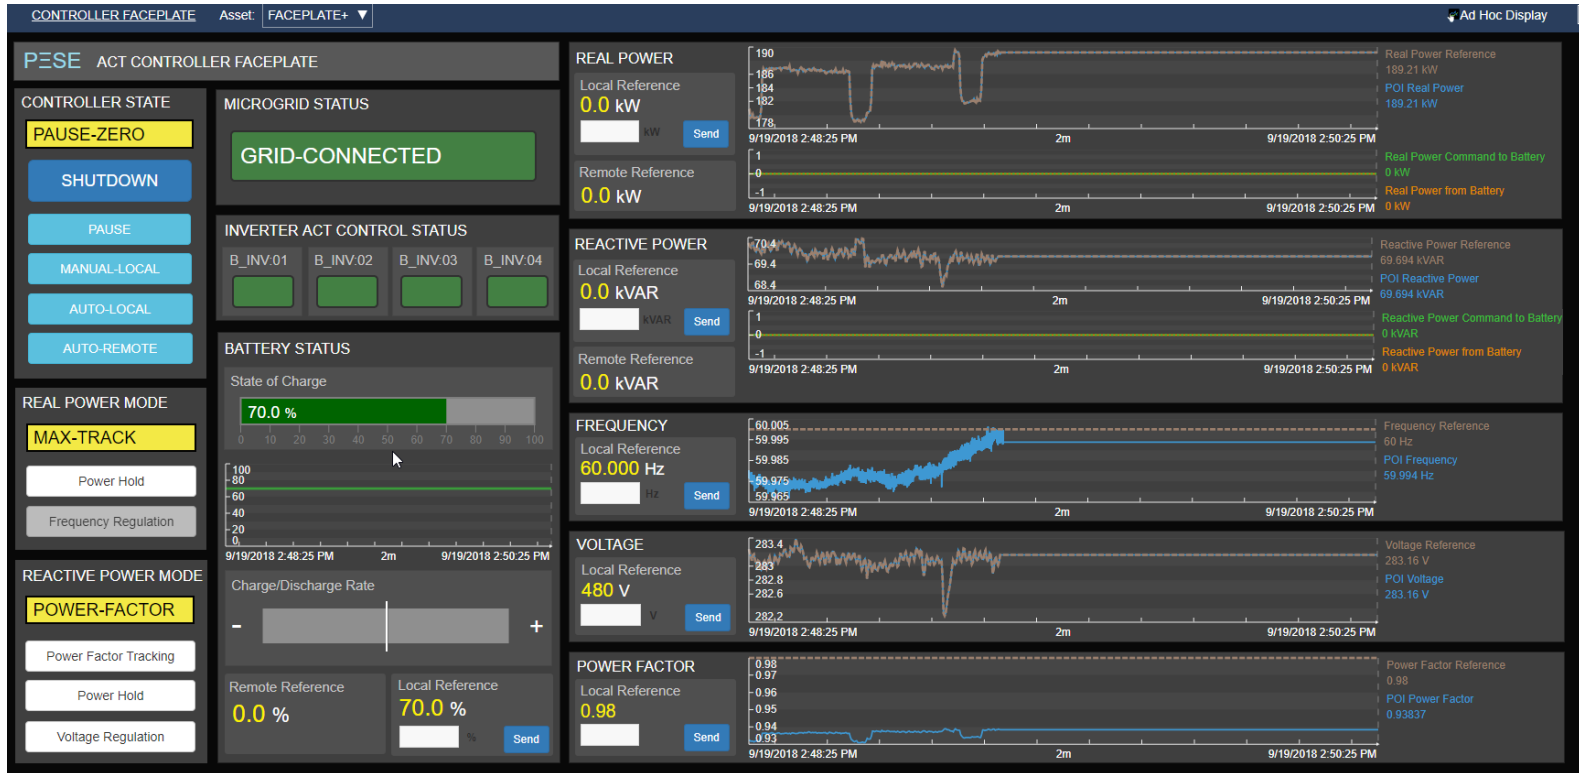 CONTROLLER FACEPLATE Asset: FACEPLATE+ ▼ Ad Hoc Display
PΞSE ACT CONTROLLER FACEPLATE
CONTROLLER STATE
PAUSE-ZERO
SHUTDOWN
PAUSE
MANUAL-LOCAL
AUTO-LOCAL
AUTO-REMOTE
REAL POWER MODE
MAX-TRACK
Power Hold
Frequency Regulation
REACTIVE POWER MODE
POWER-FACTOR
Power Factor Tracking
Power Hold
Voltage Regulation
MICROGRID STATUS
GRID-CONNECTED
INVERTER ACT CONTROL STATUS
B_INV:01 B_INV:02 B_INV:03 B_INV:04
BATTERY STATUS
State of Charge
70.0 %
0 10 20 30 40 50 60 70 80 90 100
100
80
60
40
20
0
9/19/2018 2:48:25 PM 2m 9/19/2018 2:50:25 PM
Charge/Discharge Rate
- +
Remote Reference
0.0 %
Local Reference
70.0 %
% Send
REAL POWER
Local Reference
0.0 kW
kW Send
Remote Reference
0.0 kW
190
186
184
182
178
9/19/2018 2:48:25 PM 2m 9/19/2018 2:50:25 PM
Real Power Reference
189.21 kW
POI Real Power
189.21 kW
1
0
-1
9/19/2018 2:48:25 PM 2m 9/19/2018 2:50:25 PM
Real Power Command to Battery
0 kW
Real Power from Battery
0 kW
REACTIVE POWER
Local Reference
0.0 kVAR
kVAR Send
Remote Reference
0.0 kVAR
70.4
69.4
68.4
9/19/2018 2:48:25 PM 2m 9/19/2018 2:50:25 PM
Reactive Power Reference
69.694 kVAR
POI Reactive Power
69.694 kVAR
1
0
-1
9/19/2018 2:48:25 PM 2m 9/19/2018 2:50:25 PM
Reactive Power Command to Battery
0 kVAR
Reactive Power from Battery
0 kVAR
FREQUENCY
Local Reference
60.000 Hz
Hz Send
60.005
59.995
59.985
59.975
59.965
9/19/2018 2:48:25 PM 2m 9/19/2018 2:50:25 PM
Frequency Reference
60 Hz
POI Frequency
59.994 Hz
VOLTAGE
Local Reference
480 V
V Send
283.4
283
282.8
282.6
282.2
9/19/2018 2:48:25 PM 2m 9/19/2018 2:50:25 PM
Voltage Reference
283.16 V
POI Voltage
283.16 V
POWER FACTOR
Local Reference
0.98
Send
0.98
0.97
0.96
0.95
0.94
0.93
9/19/2018 2:48:25 PM 2m 9/19/2018 2:50:25 PM
Power Factor Reference
0.98
POI Power Factor
0.93837